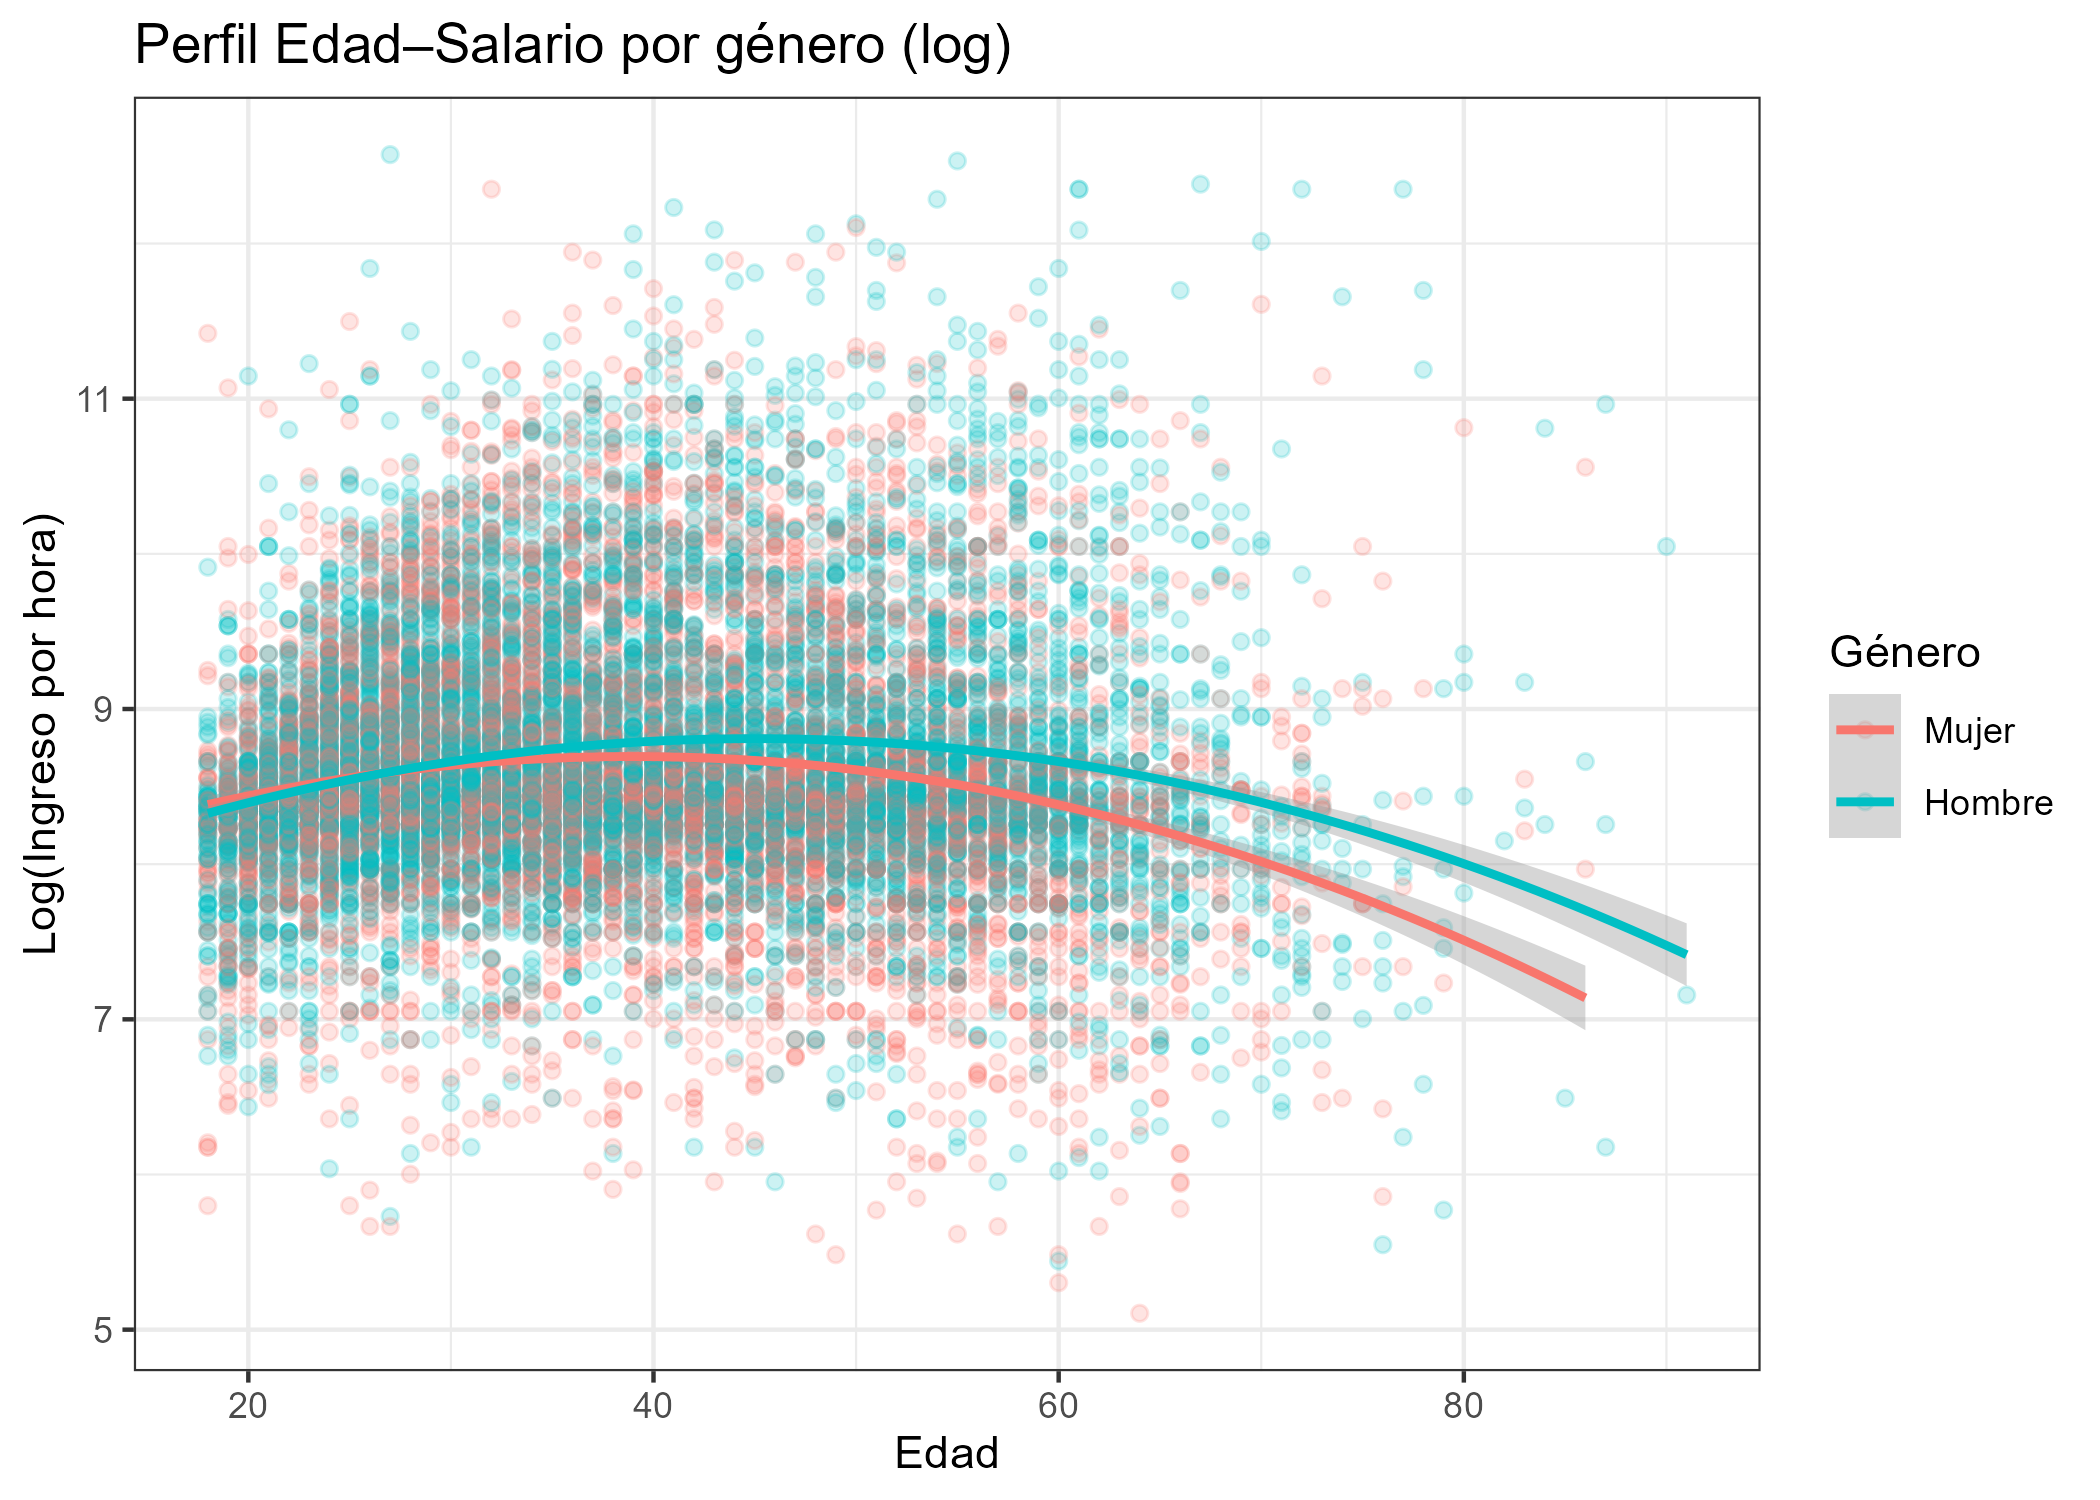 Perfil Edad–Salario por género (log)
Log(Ingreso por hora)
11
9
7
5
20 40 60 80
Edad
Género
Mujer
Hombre